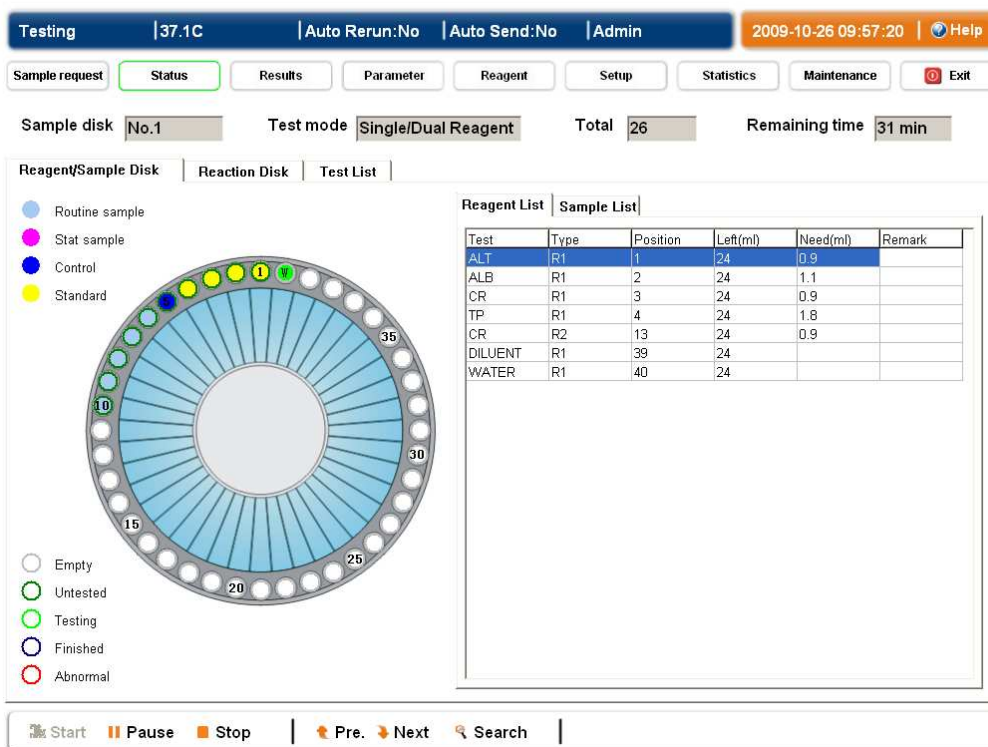 Testing 37.1C Auto Rerun:No Auto Send:No Admin 2009-10-26 09:57:20 Help
Sample request Status Results Parameter Reagent Setup Statistics Maintenance Exit
Sample disk No.1 Test mode Single/Dual Reagent Total 26 Remaining time 31 min
Reagent/Sample Disk Reaction Disk Test List
Routine sample
Stat sample
Control
Standard
1 W
35
10
30
15
25
20
Empty
Untested
Testing
Finished
Abnormal
Reagent List Sample List
Test Type Position Left(ml) Need(ml) Remark
ALT R1 1 24 0.9
ALB R1 2 24 1.1
CR R1 3 24 0.9
TP R1 4 24 1.8
CR R2 13 24 0.9
DILUENT R1 39 24
WATER R1 40 24
Start Pause Stop Pre. Next Search